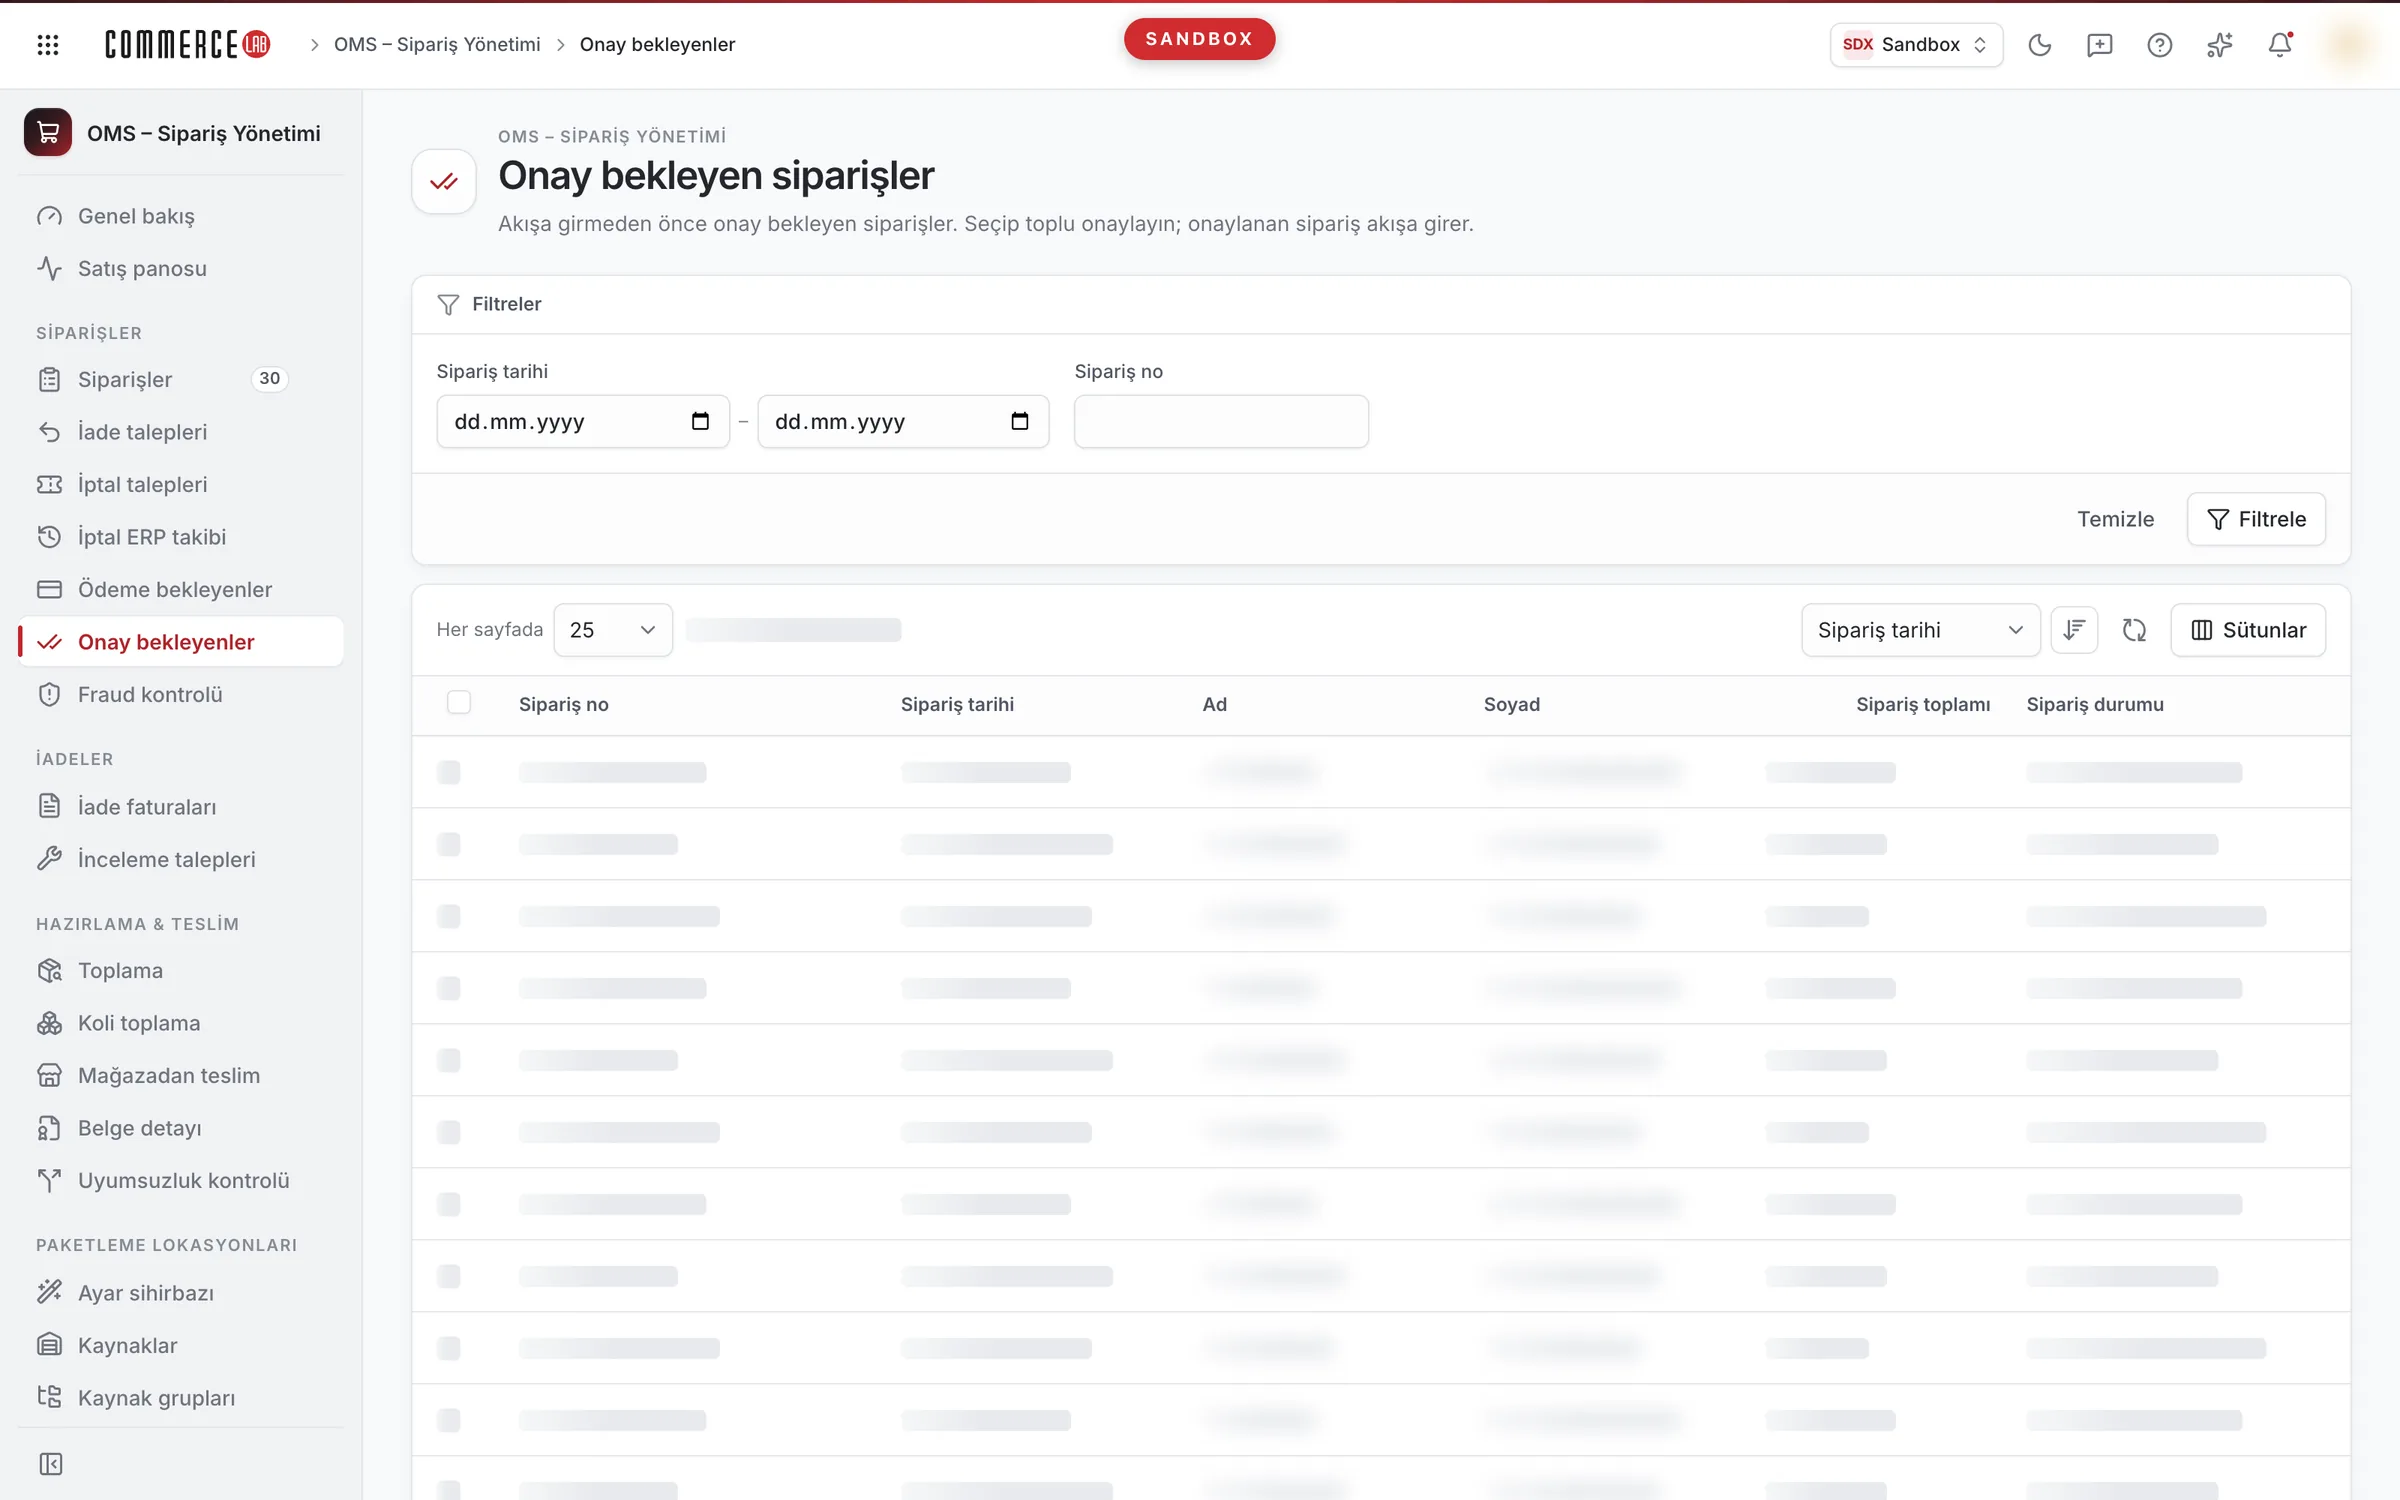 COMMERCE LAB
OMS – Sipariş Yönetimi
Onay bekleyenler
SANDBOX
SDX Sandbox
OMS – Sipariş Yönetimi
Genel bakış
Satış panosu
SİPARİŞLER
Siparişler 30
İade talepleri
İptal talepleri
İptal ERP takibi
Ödeme bekleyenler
Onay bekleyenler
Fraud kontrolü
İADELER
İade faturaları
İnceleme talepleri
HAZIRLAMA & TESLİM
Toplama
Koli toplama
Mağazadan teslim
Belge detayı
Uyumsuzluk kontrolü
PAKETLEME LOKASYONLARI
Ayar sihirbazı
Kaynaklar
Kaynak grupları
OMS – SİPARİŞ YÖNETİMİ
Onay bekleyen siparişler
Akışa girmeden önce onay bekleyen siparişler. Seçip toplu onaylayın; onaylanan sipariş akışa girer.
Filtreler
Sipariş tarihi Sipariş no
dd.mm.yyyy – dd.mm.yyyy
Temizle Filtrele
Her sayfada 25 Sipariş tarihi Sütunlar
Sipariş no Sipariş tarihi Ad Soyad Sipariş toplamı Sipariş durumu